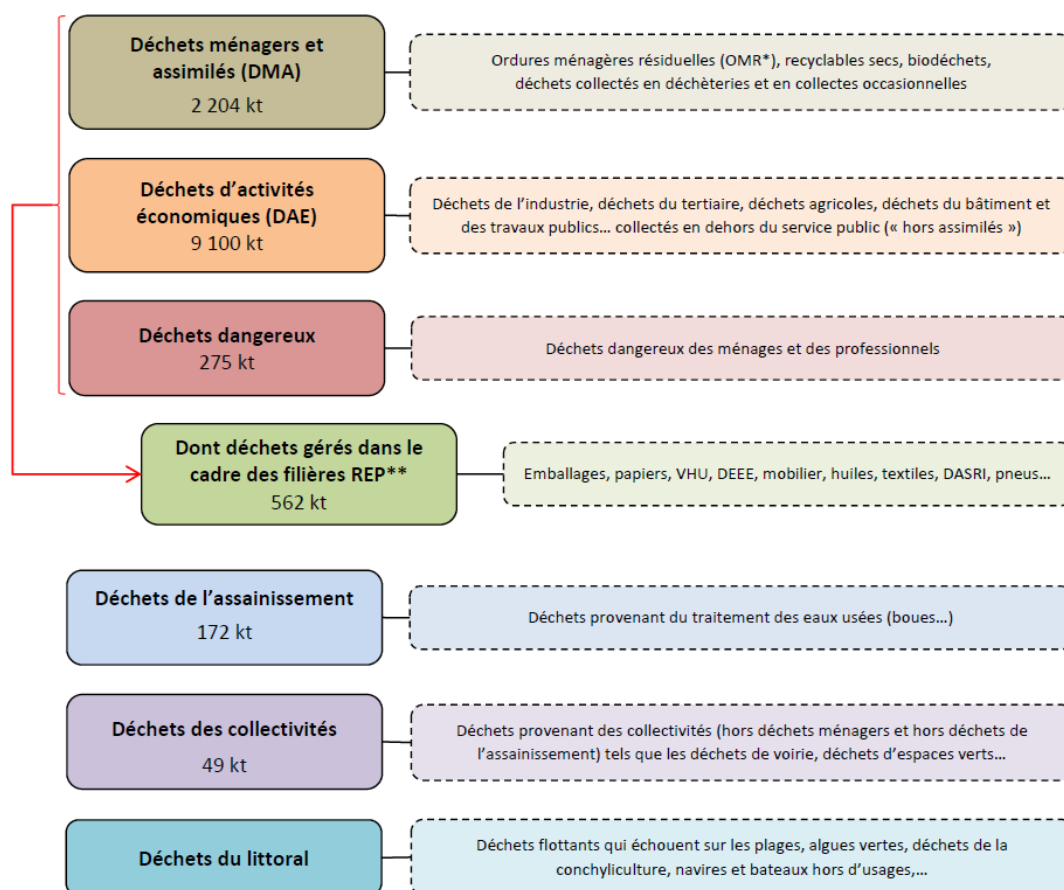 Déchets ménagers et
assimilés (DMA)
2 204 kt
Ordures ménagères résiduelles (OMR*), recyclables secs, biodéchets,
déchets collectés en déchèteries et en collectes occasionnelles
Déchets d’activités
économiques (DAE)
9 100 kt
Déchets de l’industrie, déchets du tertiaire, déchets agricoles, déchets du bâtiment et
des travaux publics… collectés en dehors du service public (« hors assimilés »)
Déchets dangereux
275 kt
Déchets dangereux des ménages et des professionnels
Dont déchets gérés dans le
cadre des filières REP**
562 kt
Emballages, papiers, VHU, DEEE, mobilier, huiles, textiles, DASRI, pneus…
Déchets de l’assainissement
172 kt
Déchets provenant du traitement des eaux usées (boues…)
Déchets des collectivités
49 kt
Déchets provenant des collectivités (hors déchets ménagers et hors déchets de
l’assainissement) tels que les déchets de voirie, déchets d’espaces verts…
Déchets du littoral
Déchets flottants qui échouent sur les plages, algues vertes, déchets de la
conchyliculture, navires et bateaux hors d’usages,…